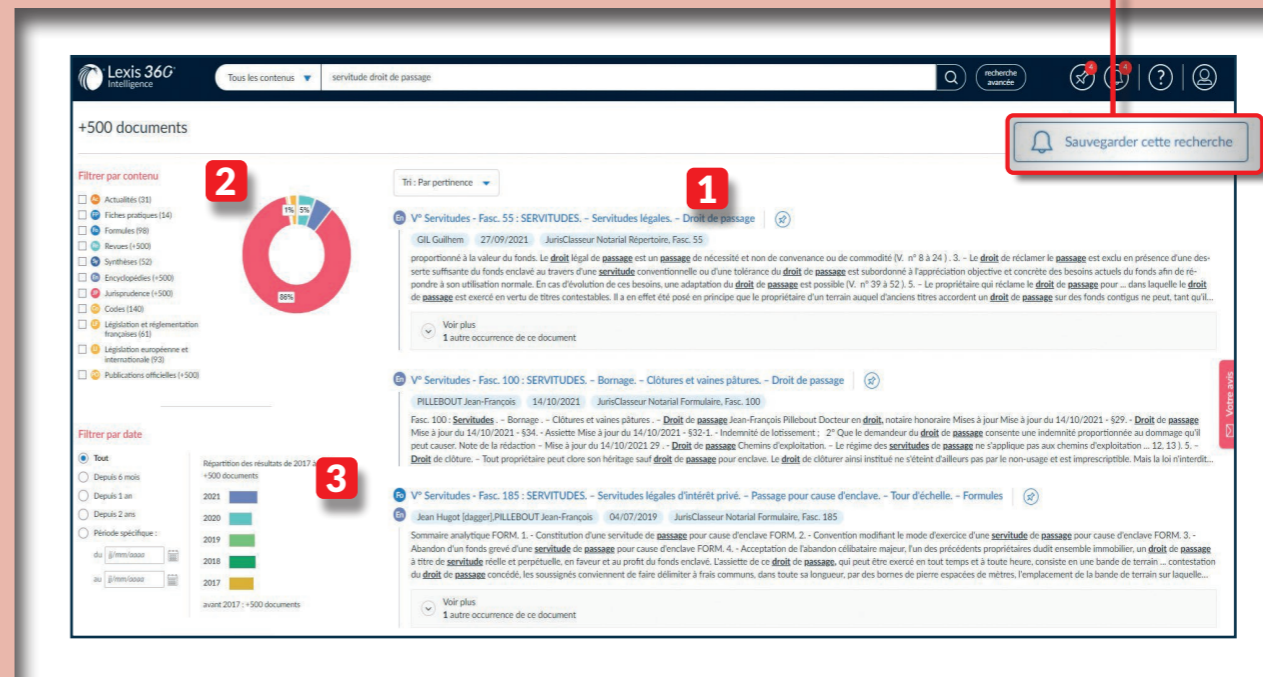 Lexis 360
Intelligence
Tous les contenus
servitude droit de passage
recherche
avancée
4
4
?
+500 documents
Sauvegarder cette recherche
Filtrer par contenu
2
Actualités (31)
Fiches pratiques (14)
Formules (98)
Revues (+500)
Synthèses (52)
Encyclopédies (+500)
Jurisprudence (+500)
Codes (140)
Législation et réglementation
françaises (61)
Législation européenne et
internationale (93)
Publications officielles (+500)
1%
5%
86%
Filtrer par date
Tout
Depuis 6 mois
Depuis 1 an
Depuis 2 ans
Période spécifique :
du jj/mm/aaaa
au jj/mm/aaaa
Répartition des résultats de 2017 à
+500 documents
3
2021
2020
2019
2018
2017
avant 2017 : +500 documents
Tri : Par pertinence
1
En V° Servitudes - Fasc. 55 : SERVITUDES. – Servitudes légales. – Droit de passage
GIL Guilhem 27/09/2021 JurisClasseur Notarial Répertoire, Fasc. 55
proportionné à la valeur du fonds. Le droit légal de passage est un passage de nécessité et non de convenance ou de commodité (V. n° 8 à 24 ) . 3. – Le droit de réclamer le passage est exclu en présence d'une des-
serte suffisante du fonds enclavé au travers d'une servitude conventionnelle ou d'une tolérance du droit de passage est subordonné à l'appréciation objective et concrète des besoins actuels du fonds afin de ré-
pondre à son utilisation normale. En cas d'évolution de ces besoins, une adaptation du droit de passage est possible (V. n° 39 à 52 ). 5. – Le propriétaire qui réclame le droit de passage pour ... dans laquelle le droit
de passage est exercé en vertu de titres contestables. Il a en effet été posé en principe que le propriétaire d'un terrain auquel d'anciens titres accordent un droit de passage sur des fonds contigus ne peut, tant qu'il...
Voir plus
1 autre occurrence de ce document
En V° Servitudes - Fasc. 100 : SERVITUDES. – Bornage. – Clôtures et vaines pâtures. – Droit de passage
PILLEBOUT Jean-François 14/10/2021 JurisClasseur Notarial Formulaire, Fasc. 100
Fasc. 100 : Servitudes . – Bornage . – Clôtures et vaines pâtures . – Droit de passage Jean-François Pillebout Docteur en droit, notaire honoraire Mises à jour Mise à jour du 14/10/2021 - §29. - Droit de passage
Mise à jour du 14/10/2021 - §34. - Assiette Mise à jour du 14/10/2021 - §32-1. - Indemnité de lotissement ; 2° Que le demandeur du droit de passage consente une indemnité proportionnée au dommage qu'il
peut causer. Note de la rédaction – Mise à jour du 14/10/2021 29 . - Droit de passage Chemins d'exploitation. – Le régime des servitudes de passage ne s'applique pas aux chemins d'exploitation ... 12. 13 ). 5. –
Droit de clôture. – Tout propriétaire peut clore son héritage sauf droit de passage pour enclave. Le droit de clôturer ainsi institué ne s'éteint d'ailleurs pas par le non-usage et est imprescriptible. Mais la loi n'interdit...
Fo V° Servitudes - Fasc. 185 : SERVITUDES. – Servitudes légales d'intérêt privé. – Passage pour cause d'enclave. – Tour d'échelle. – Formules
En Jean Hugot [dagger],PILLEBOUT Jean-François 04/07/2019 JurisClasseur Notarial Formulaire, Fasc. 185
Sommaire analytique FORM. 1. - Constitution d'une servitude de passage pour cause d'enclave FORM. 2. - Convention modifiant le mode d'exercice d'une servitude de passage pour cause d'enclave FORM. 3. -
Abandon d'un fonds grevé d'une servitude de passage pour cause d'enclave FORM. 4. - Acceptation de l'abandon célibataire majeur, l'un des précédents propriétaires dudit ensemble immobilier, un droit de passage
à titre de servitude réelle et perpétuelle, en faveur et au profit du fonds enclavé. L'assiette de ce droit de passage, qui peut être exercé en tout temps et à toute heure, consiste en une bande de terrain ... contestation
du droit de passage concédé, les soussignés conviennent de faire délimiter à frais communs, dans toute sa longueur, par des bornes de pierre espacées de mètres, l'emplacement de la bande de terrain sur laquelle...
Voir plus
1 autre occurrence de ce document
Votre avis